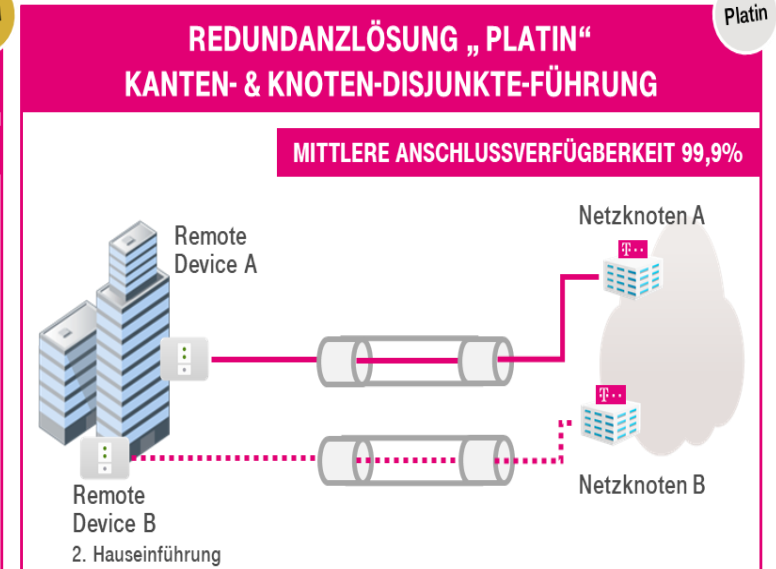 Platin
REDUNDANZLÖSUNG „ PLATIN“
KANTEN- & KNOTEN-DISJUNKTE-FÜHRUNG
MITTLERE ANSCHLUSSVERFÜGBERKEIT 99,9%
Netzknoten A
Remote
Device A
T
T
Netzknoten B
Remote
Device B
2. Hauseinführung